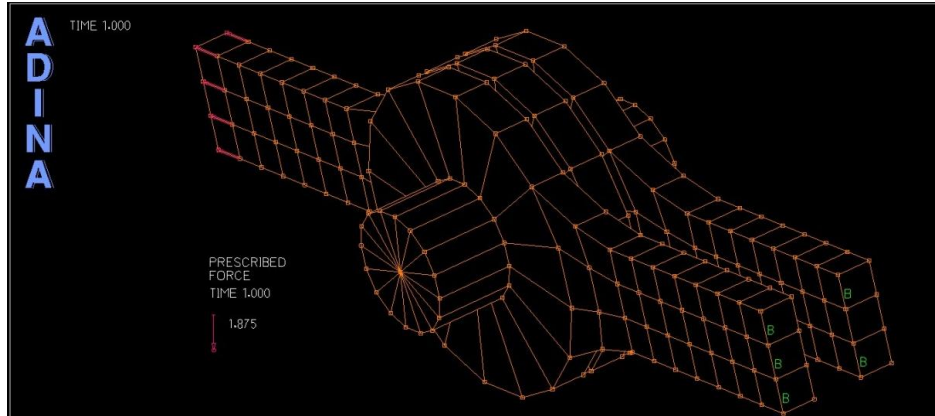 ADINA
TIME 1.000
PRESCRIBED
FORCE
TIME 1.000
1.875
B
B
B
B
B